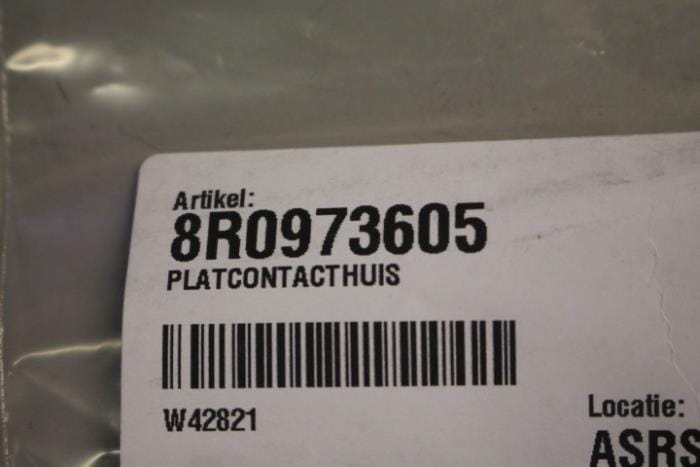 Artikel:
8R0973605
PLATCONTACTHUIS
W42821
Locatie:
ASRS